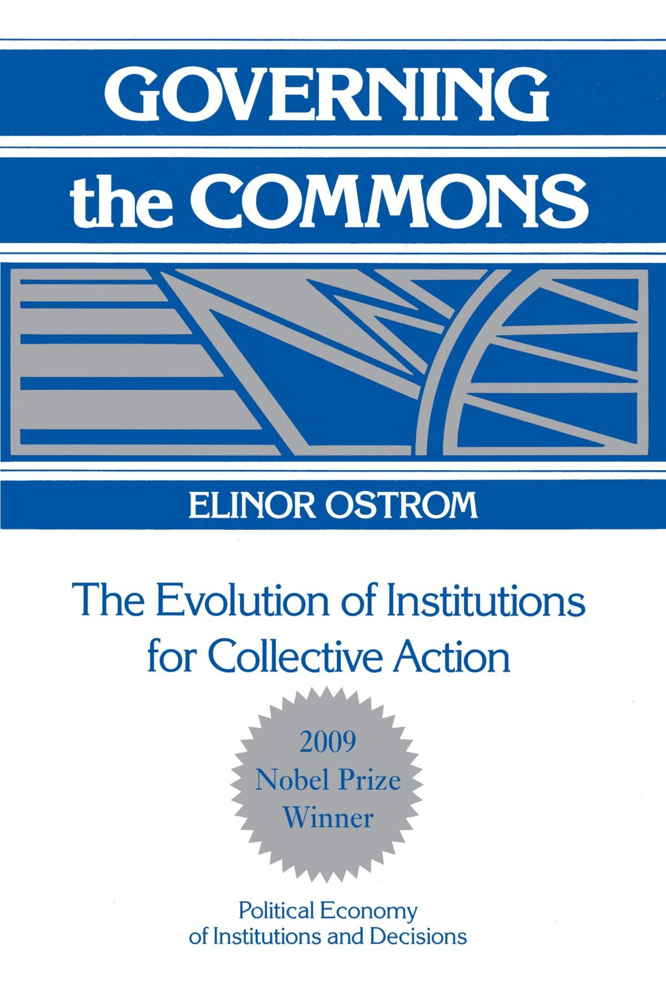 GOVERNING
the COMMONS
ELINOR OSTROM
The Evolution of Institutions
for Collective Action
2009
Nobel Prize
Winner
Political Economy
of Institutions and Decisions